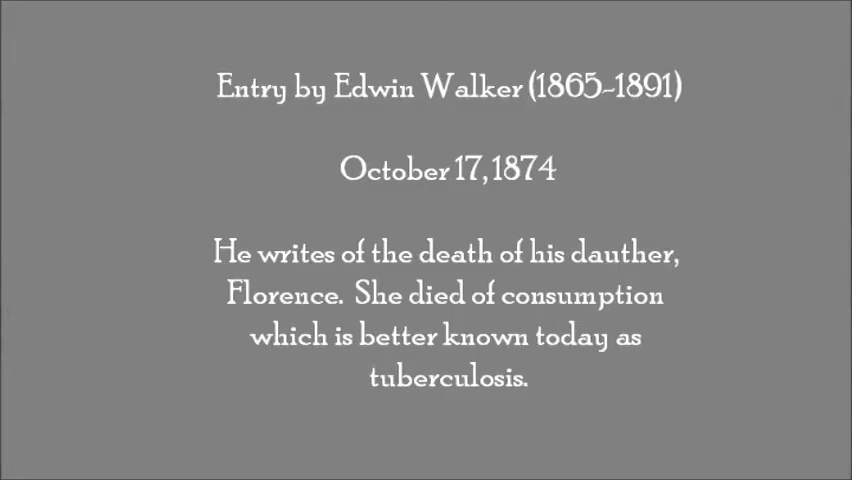 Entry by Edwin Walker (1865-1891)
October 17, 1874
He writes of the death of his dauther,
Florence. She died of consumption
which is better known today as
tuberculosis.